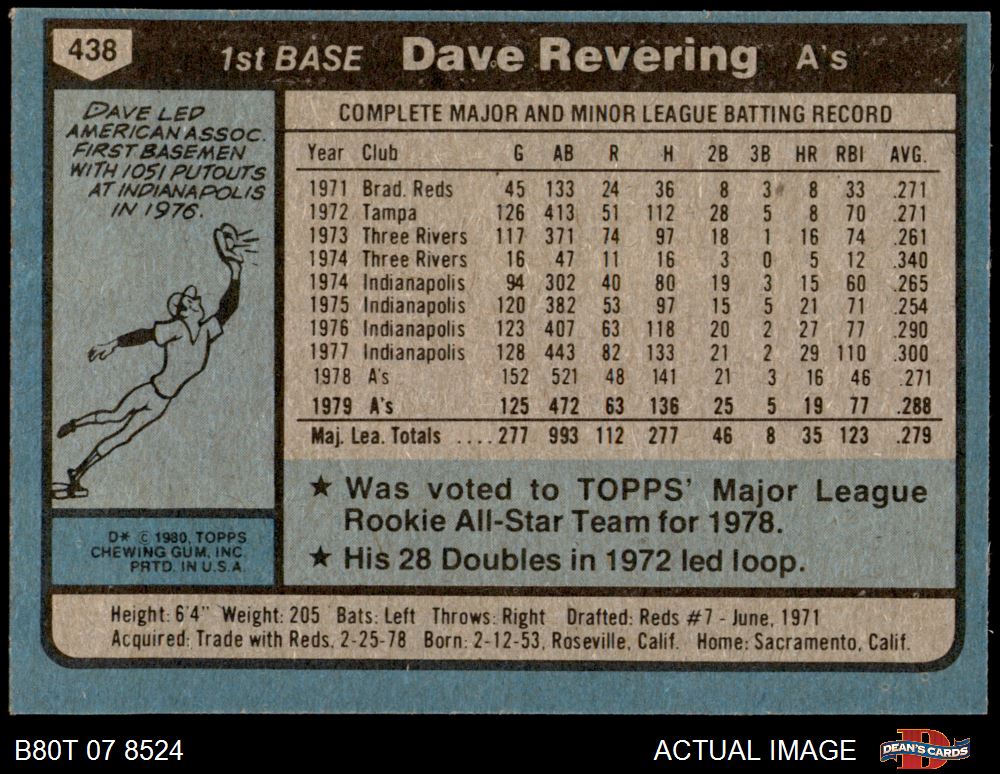 438 1st BASE Dave Revering A's
DAVE LED
AMERICAN ASSOC.
FIRST BASEMEN
WITH 1051 PUTOUTS
AT INDIANAPOLIS
IN 1976.
D* © 1980, TOPPS
CHEWING GUM, INC.
PRTD. IN U.S.A.
COMPLETE MAJOR AND MINOR LEAGUE BATTING RECORD
Year Club G AB R H 2B 3B HR RBI AVG.
1971 Brad. Reds 45 133 24 36 8 3 8 33 .271
1972 Tampa 126 413 51 112 28 5 8 70 .271
1973 Three Rivers 117 371 74 97 18 1 16 74 .261
1974 Three Rivers 16 47 11 16 3 0 5 12 .340
1974 Indianapolis 94 302 40 80 19 3 15 60 .265
1975 Indianapolis 120 382 53 97 15 5 21 71 .254
1976 Indianapolis 123 407 63 118 20 2 27 77 .290
1977 Indianapolis 128 443 82 133 21 2 29 110 .300
1978 A's 152 521 48 141 21 3 16 46 .271
1979 A's 125 472 63 136 25 5 19 77 .288
Maj. Lea. Totals .... 277 993 112 277 46 8 35 123 .279
★ Was voted to TOPPS' Major League
Rookie All-Star Team for 1978.
★ His 28 Doubles in 1972 led loop.
Height: 6'4" Weight: 205 Bats: Left Throws: Right Drafted: Reds #7 - June, 1971
Acquired: Trade with Reds, 2-25-78 Born: 2-12-53, Roseville, Calif. Home: Sacramento, Calif.
B80T 07 8524 ACTUAL IMAGE DEAN'S CARDS